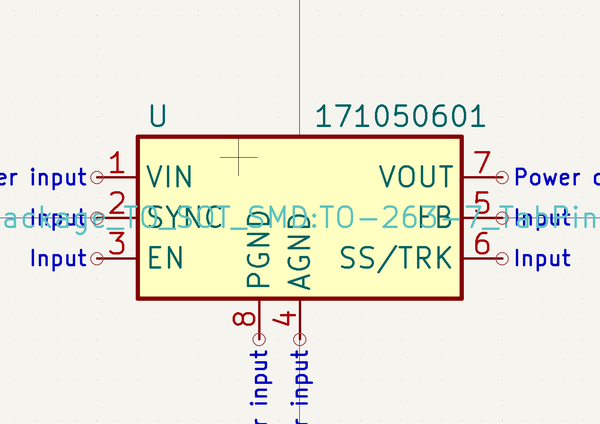 U 171050601
er input 1 VIN VOUT 7 Power o
Input 2 SYNC FB 5 Input
ackage_TO_SOT_SMD:TO-263-7_TabPin
Input 3 EN SS/TRK 6 Input
PGND AGND
8 4
r input r input